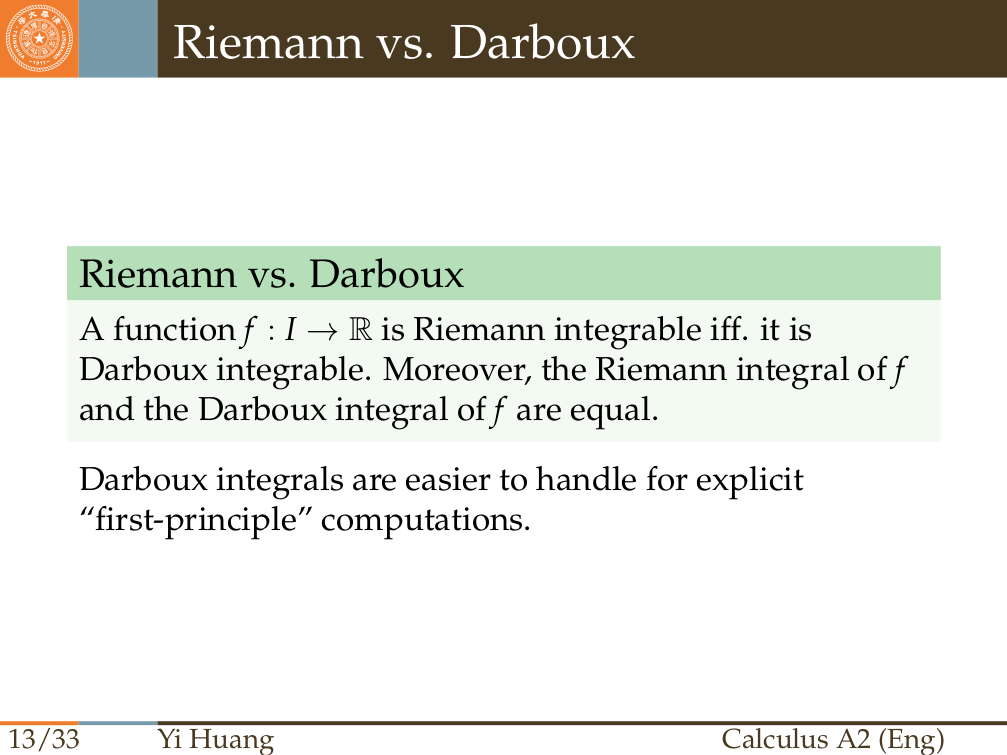 Riemann vs. Darboux
Riemann vs. Darboux
A function f : I → ℝ is Riemann integrable iff. it is
Darboux integrable. Moreover, the Riemann integral of f
and the Darboux integral of f are equal.
Darboux integrals are easier to handle for explicit
“first-principle” computations.
13/33 Yi Huang Calculus A2 (Eng)